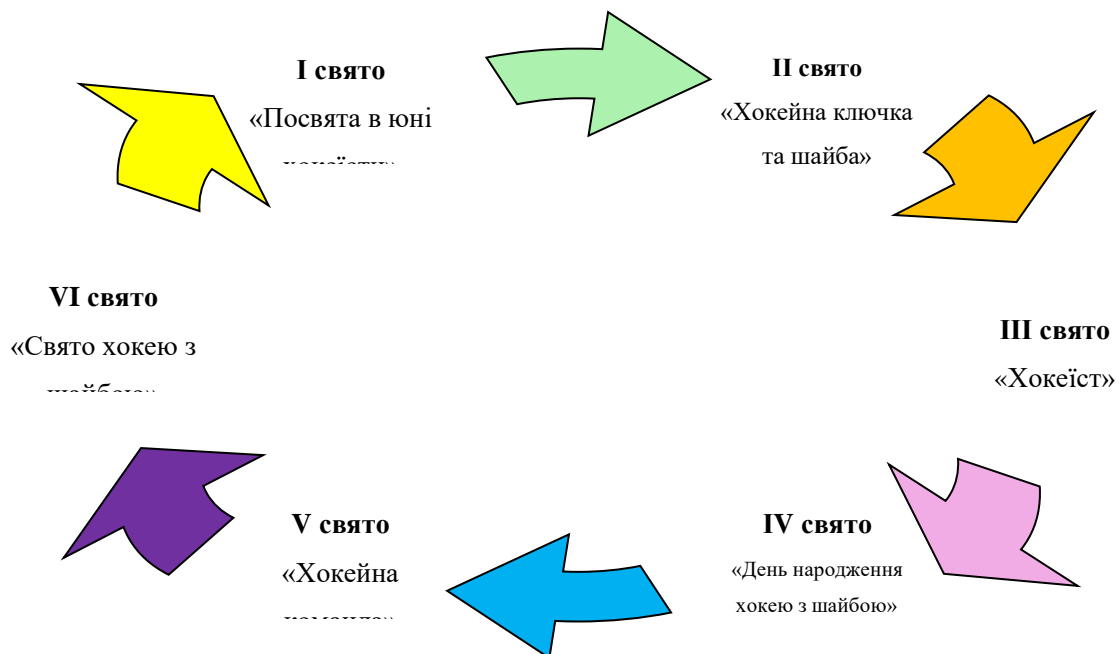 I свято
«Посвята в юні
II свято
«Хокейна ключка
та шайба»
III свято
«Хокеїст»
IV свято
«День народження
хокею з шайбою»
V свято
«Хокейна
VI свято
«Свято хокею з